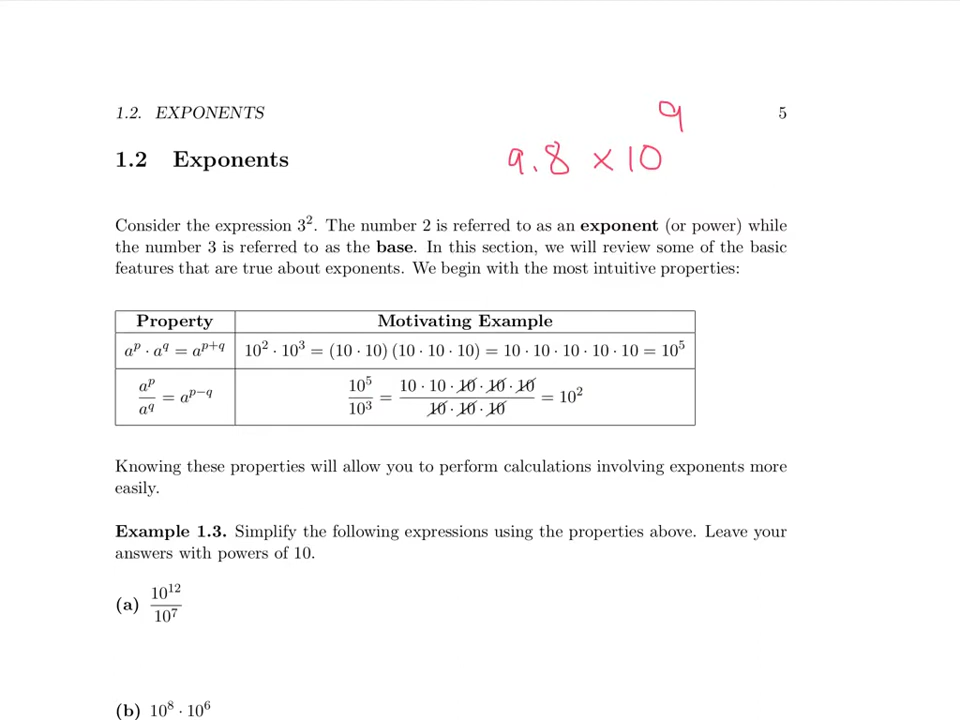 1.2. EXPONENTS 5
1.2 Exponents 9.8 × 10⁹
Consider the expression 3². The number 2 is referred to as an exponent (or power) while
the number 3 is referred to as the base. In this section, we will review some of the basic
features that are true about exponents. We begin with the most intuitive properties:
Property Motivating Example
aᵖ · a^q = a^(p+q) 10² · 10³ = (10 · 10) (10 · 10 · 10) = 10 · 10 · 10 · 10 · 10 = 10⁵
aᵖ/a^q = a^(p−q) 10⁵/10³ = 10 · 10 · 10 · 10 · 10/10 · 10 · 10 = 10²
Knowing these properties will allow you to perform calculations involving exponents more
easily.
Example 1.3. Simplify the following expressions using the properties above. Leave your
answers with powers of 10.
(a) 10¹²/10⁷
(b) 10⁸ · 10⁶